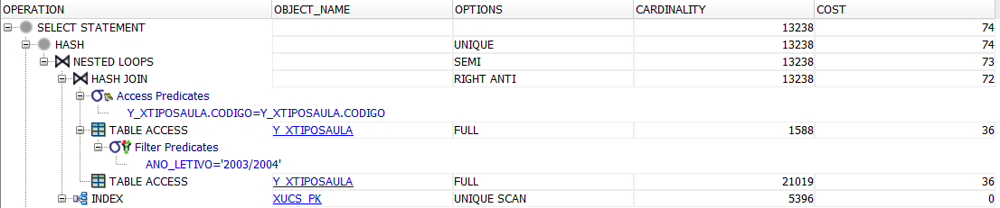 OPERATION OBJECT_NAME OPTIONS CARDINALITY COST
SELECT STATEMENT 13238 74
HASH UNIQUE 13238 74
NESTED LOOPS SEMI 13238 73
HASH JOIN RIGHT ANTI 13238 72
Access Predicates
Y_XTIPOSAULA.CODIGO=Y_XTIPOSAULA.CODIGO
TABLE ACCESS Y_XTIPOSAULA FULL 1588 36
Filter Predicates
ANO_LETIVO='2003/2004'
TABLE ACCESS Y_XTIPOSAULA FULL 21019 36
INDEX XUCS_PK UNIQUE SCAN 5396 0